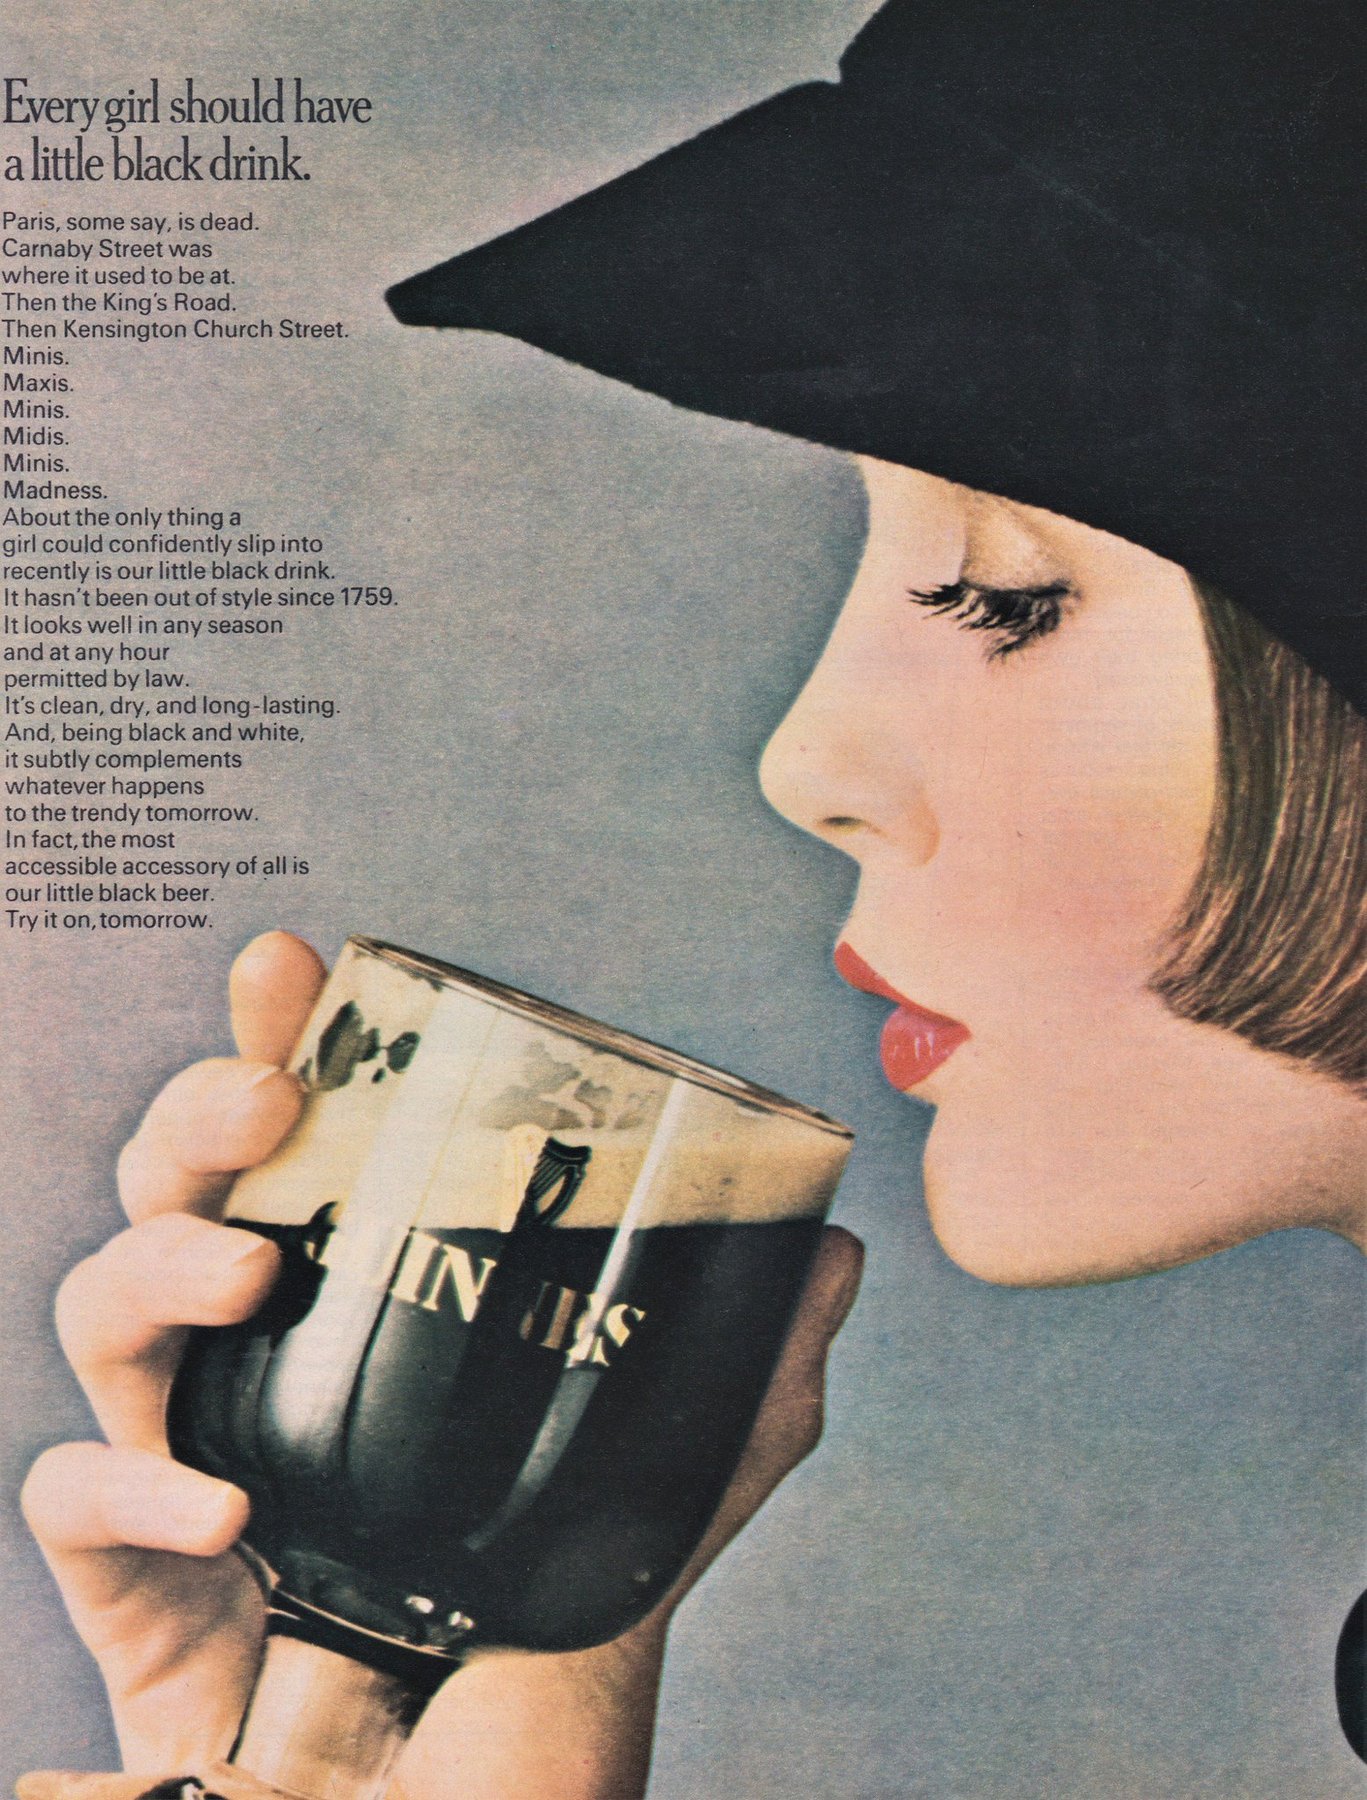 Every girl should have
a little black drink.
Paris, some say, is dead.
Carnaby Street was
where it used to be at.
Then the King's Road.
Then Kensington Church Street.
Minis.
Maxis.
Minis.
Midis.
Minis.
Madness.
About the only thing a
girl could confidently slip into
recently is our little black drink.
It hasn't been out of style since 1759.
It looks well in any season
and at any hour
permitted by law.
It's clean, dry, and long-lasting.
And, being black and white,
it subtly complements
whatever happens
to the trendy tomorrow.
In fact, the most
accessible accessory of all is
our little black beer.
Try it on, tomorrow.
GUINNESS